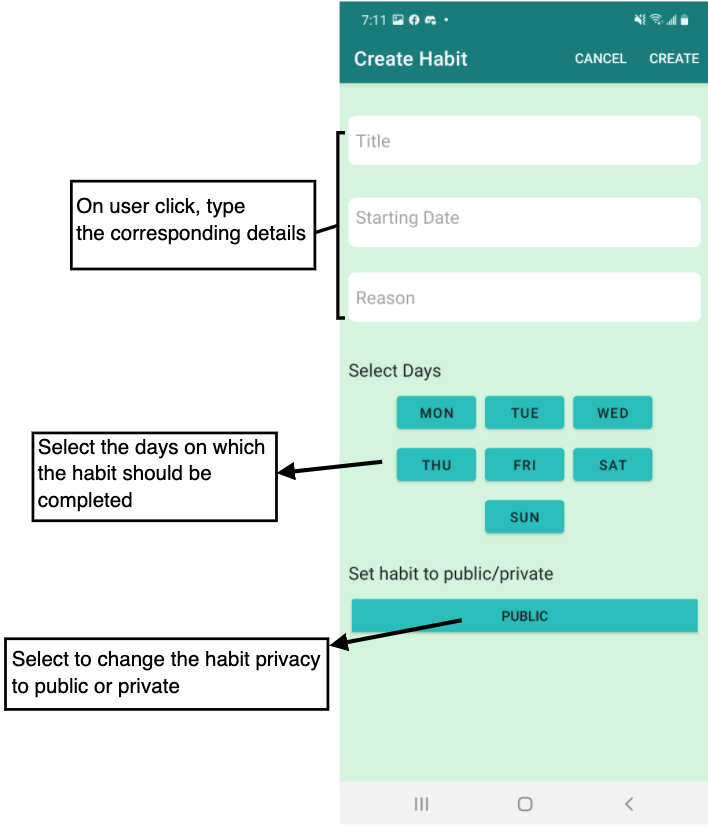 7:11
Create Habit CANCEL CREATE
Title
On user click, type
the corresponding details
Starting Date
Reason
Select Days
MON TUE WED
Select the days on which
the habit should be
completed
THU FRI SAT
SUN
Set habit to public/private
PUBLIC
Select to change the habit privacy
to public or private